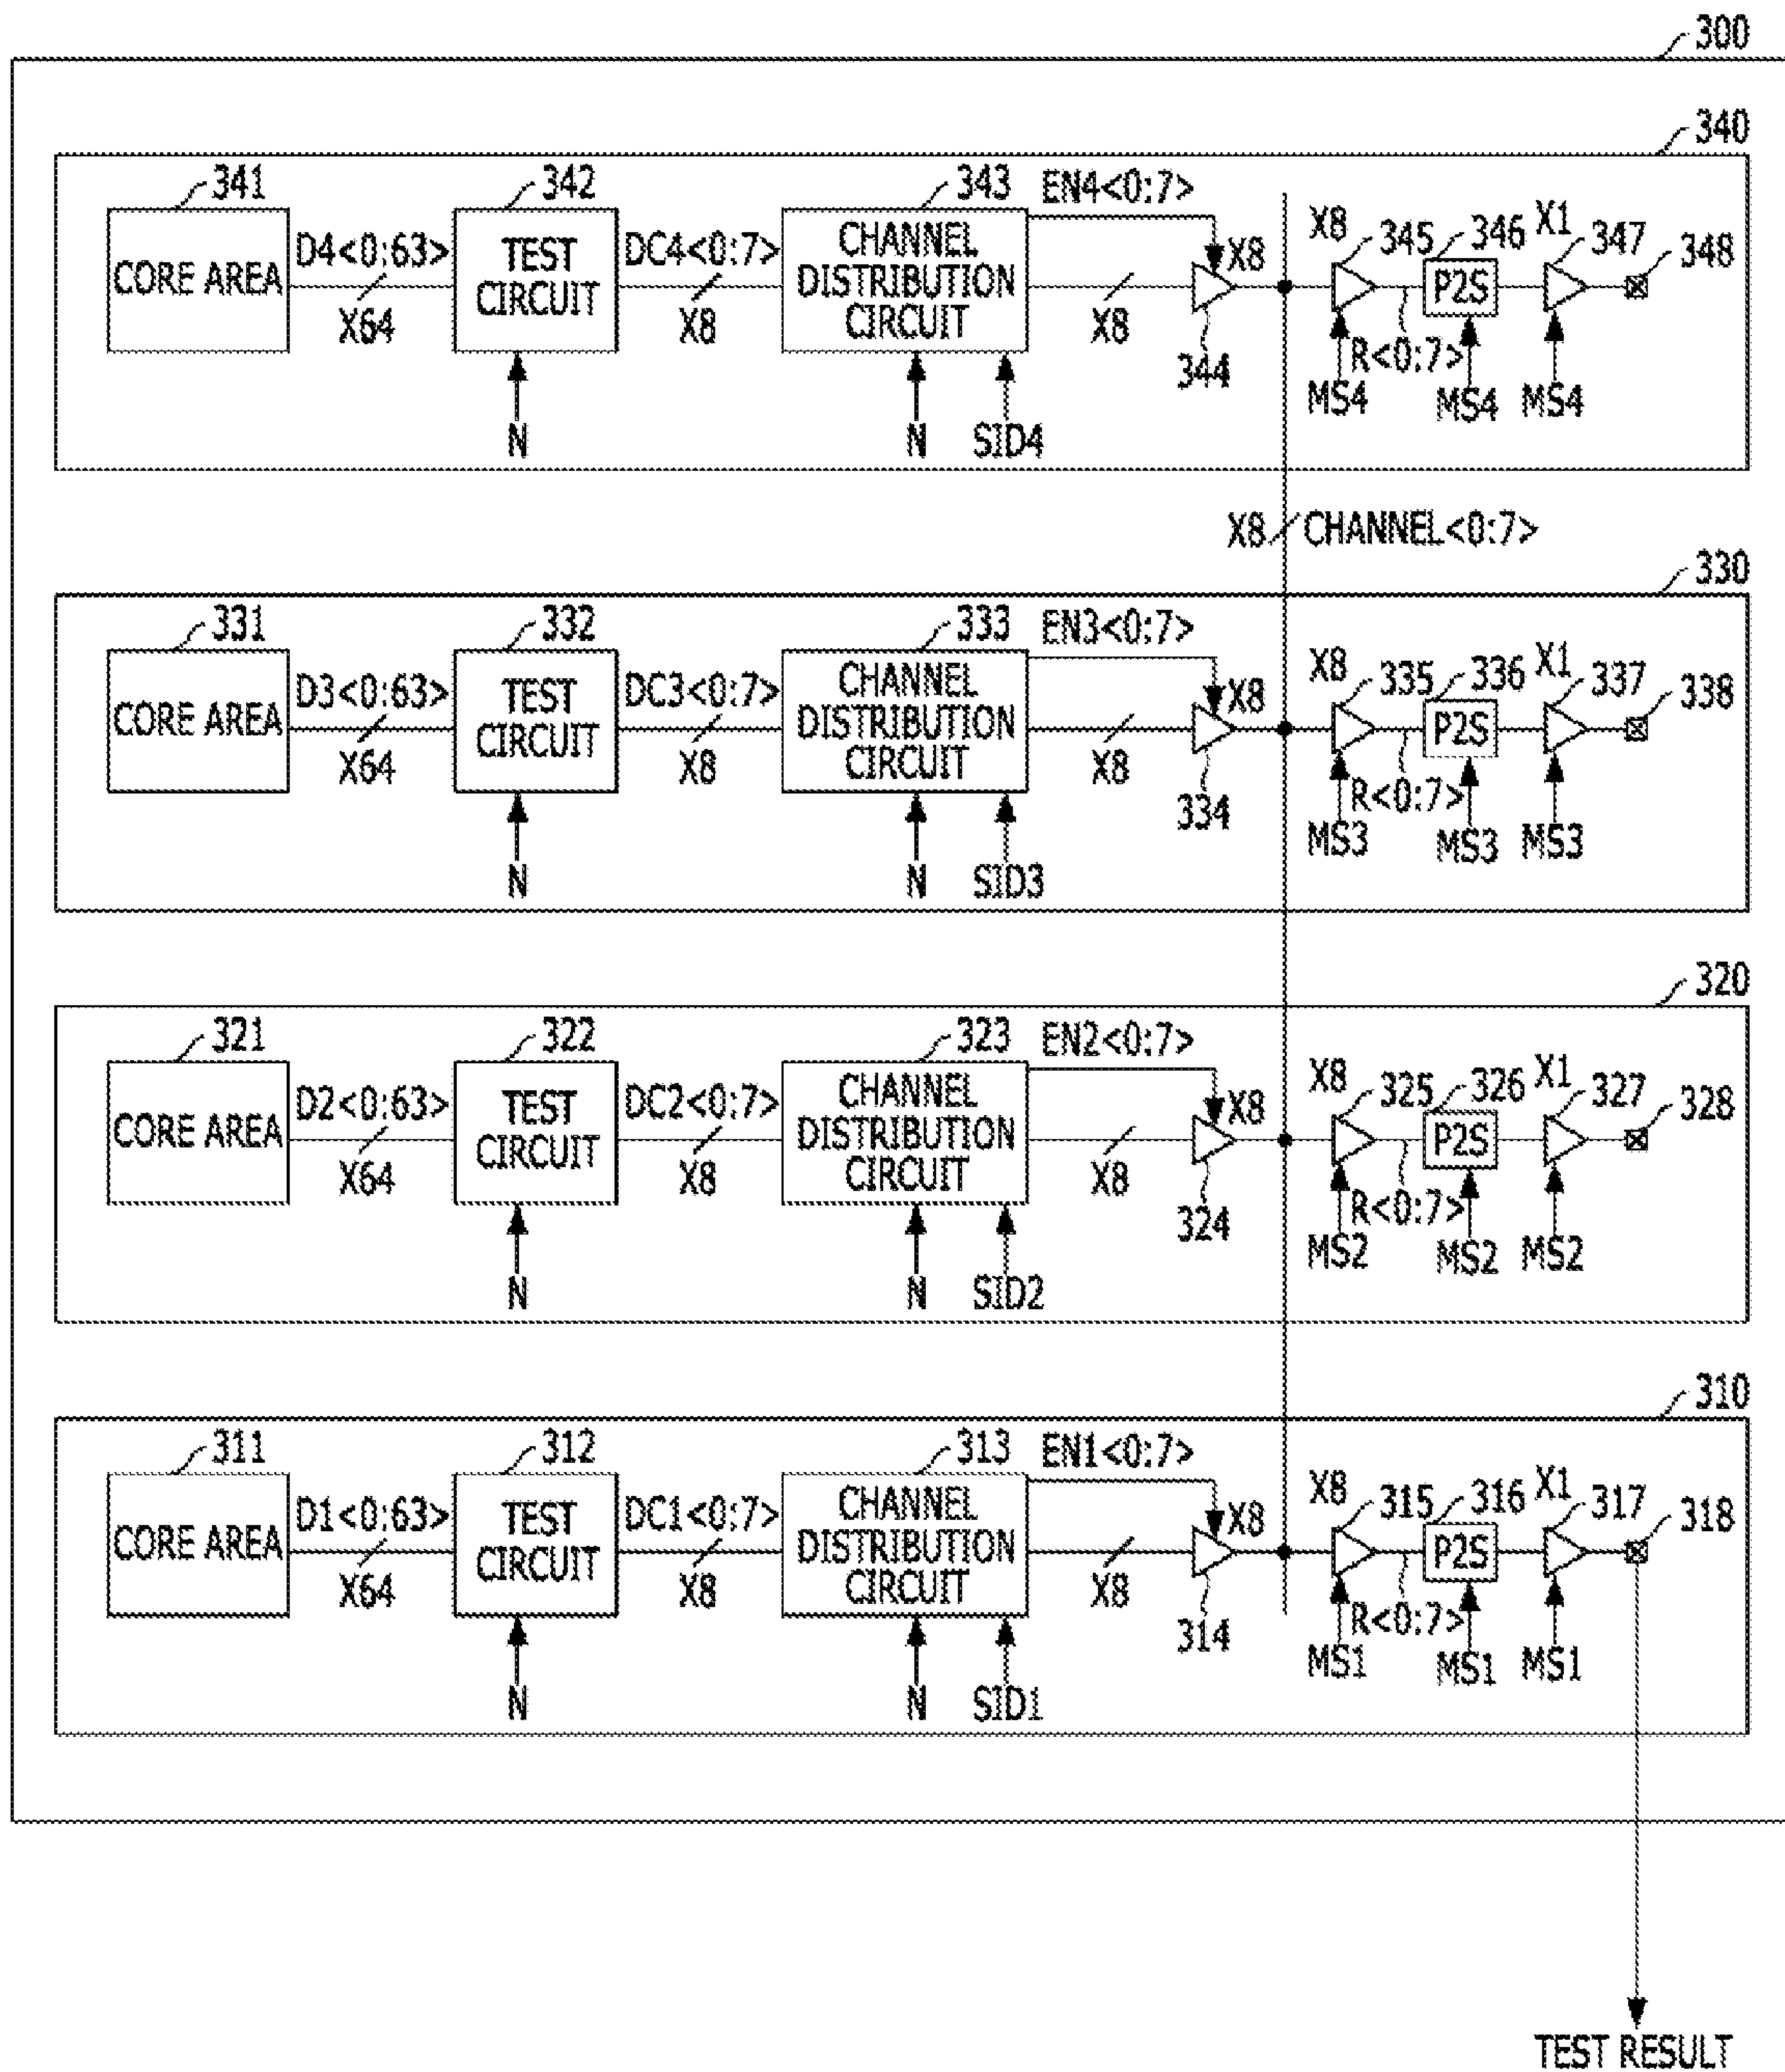 300
340
341
342
343
EN4<0:7>
CORE AREA
D4<0:63>
X64
TEST
CIRCUIT
DC4<0:7>
X8
CHANNEL
DISTRIBUTION
CIRCUIT
X8
X8
344
X8
345
346
X1
347
348
P2S
R<0:7>
MS4
MS4
MS4
N
N
SID4
X8
CHANNEL<0:7>
330
331
332
333
EN3<0:7>
CORE AREA
D3<0:63>
X64
TEST
CIRCUIT
DC3<0:7>
X8
CHANNEL
DISTRIBUTION
CIRCUIT
X8
X8
334
X8
335
336
X1
337
338
P2S
R<0:7>
MS3
MS3
MS3
N
N
SID3
320
321
322
323
EN2<0:7>
CORE AREA
D2<0:63>
X64
TEST
CIRCUIT
DC2<0:7>
X8
CHANNEL
DISTRIBUTION
CIRCUIT
X8
X8
324
X8
325
326
X1
327
328
P2S
R<0:7>
MS2
MS2
MS2
N
N
SID2
310
311
312
313
EN1<0:7>
CORE AREA
D1<0:63>
X64
TEST
CIRCUIT
DC1<0:7>
X8
CHANNEL
DISTRIBUTION
CIRCUIT
X8
X8
314
X8
315
316
X1
317
318
P2S
R<0:7>
MS1
MS1
MS1
N
N
SID1
TEST RESULT